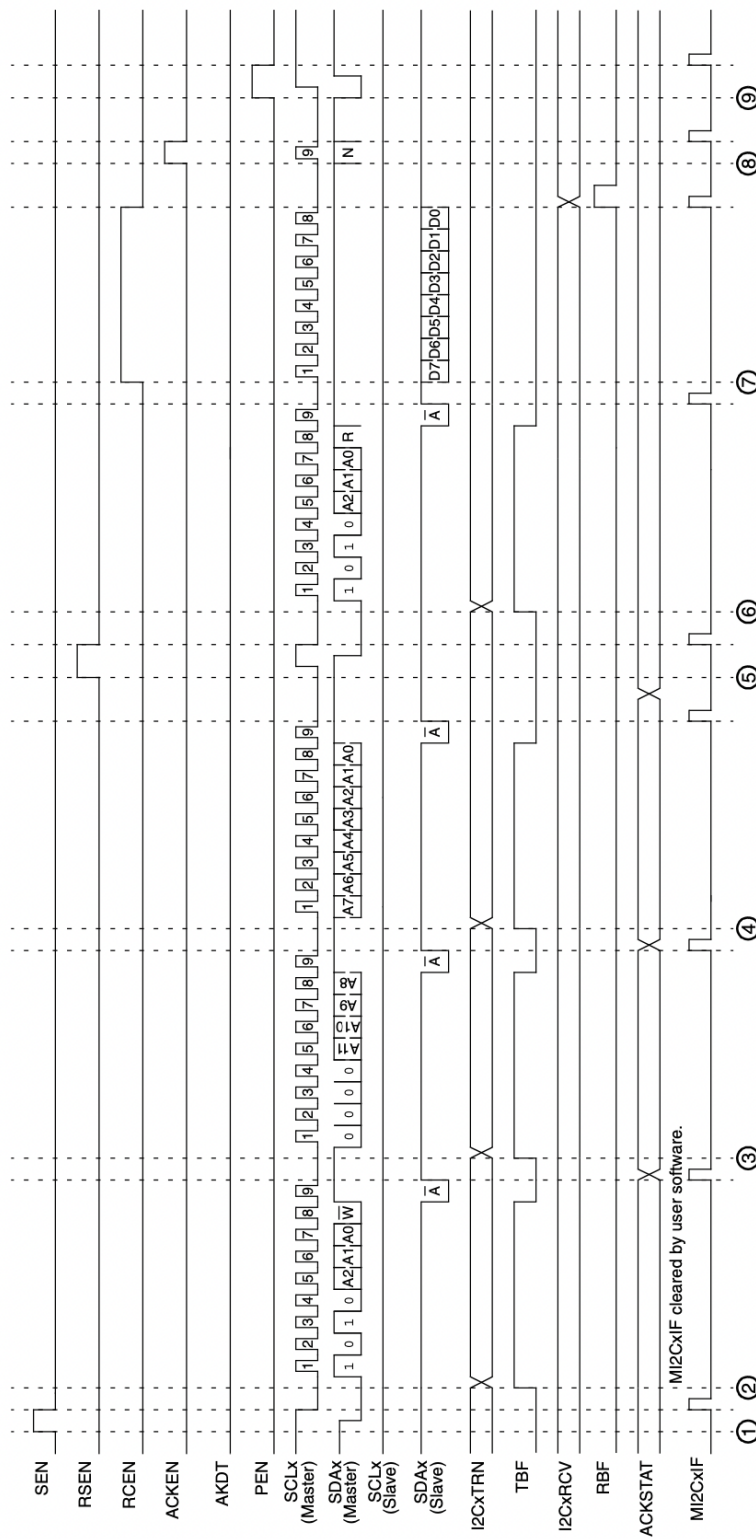 SEN
RSEN
RCEN
ACKEN
AKDT
PEN
SCLx
(Master)
1 2 3 4 5 6 7 8 9 1 2 3 4 5 6 7 8 9 1 2 3 4 5 6 7 8 9 1 2 3 4 5 6 7 8 9 1 2 3 4 5 6 7 8 9
SDAx
(Master)
1 0 1 0 A2 A1 A0 W̅ 0 0 0 0 A11 A10 A9 A8 A7 A6 A5 A4 A3 A2 A1 A0 1 0 1 0 A2 A1 A0 R N
SCLx
(Slave)
SDAx
(Slave)
A̅ A̅ A̅ A̅ D7 D6 D5 D4 D3 D2 D1 D0
I2CxTRN
TBF
I2CxRCV
RBF
ACKSTAT
MI2CxIF cleared by user software.
MI2CxIF
① ② ③ ④ ⑤ ⑥ ⑦ ⑧ ⑨